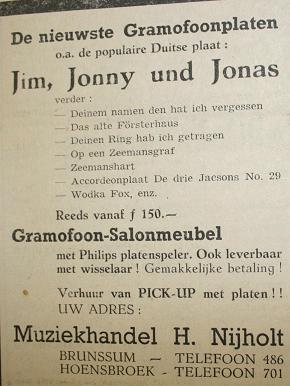 De nieuwste Gramofoonplaten
o.a. de populaire Duitse plaat :
Jim, Jonny und Jonas
verder :
— Deinem namen den hat ich vergessen
— Das alte Försterhaus
— Deinen Ring hab ich getragen
— Op een Zeemansgraf
— Zeemanshart
— Accordeonplaat De drie Jacsons No. 29
— Wodka Fox, enz.
Reeds vanaf ƒ 150.—
Gramofoon-Salonmeubel
met Philips platenspeler. Ook leverbaar
met wisselaar ! Gemakkelijke betaling !
Verhuur van PICK-UP met platen ! !
UW ADRES :
Muziekhandel H. Nijholt
BRUNSSUM — TELEFOON 486
HOENSBROEK - TELEFOON 701